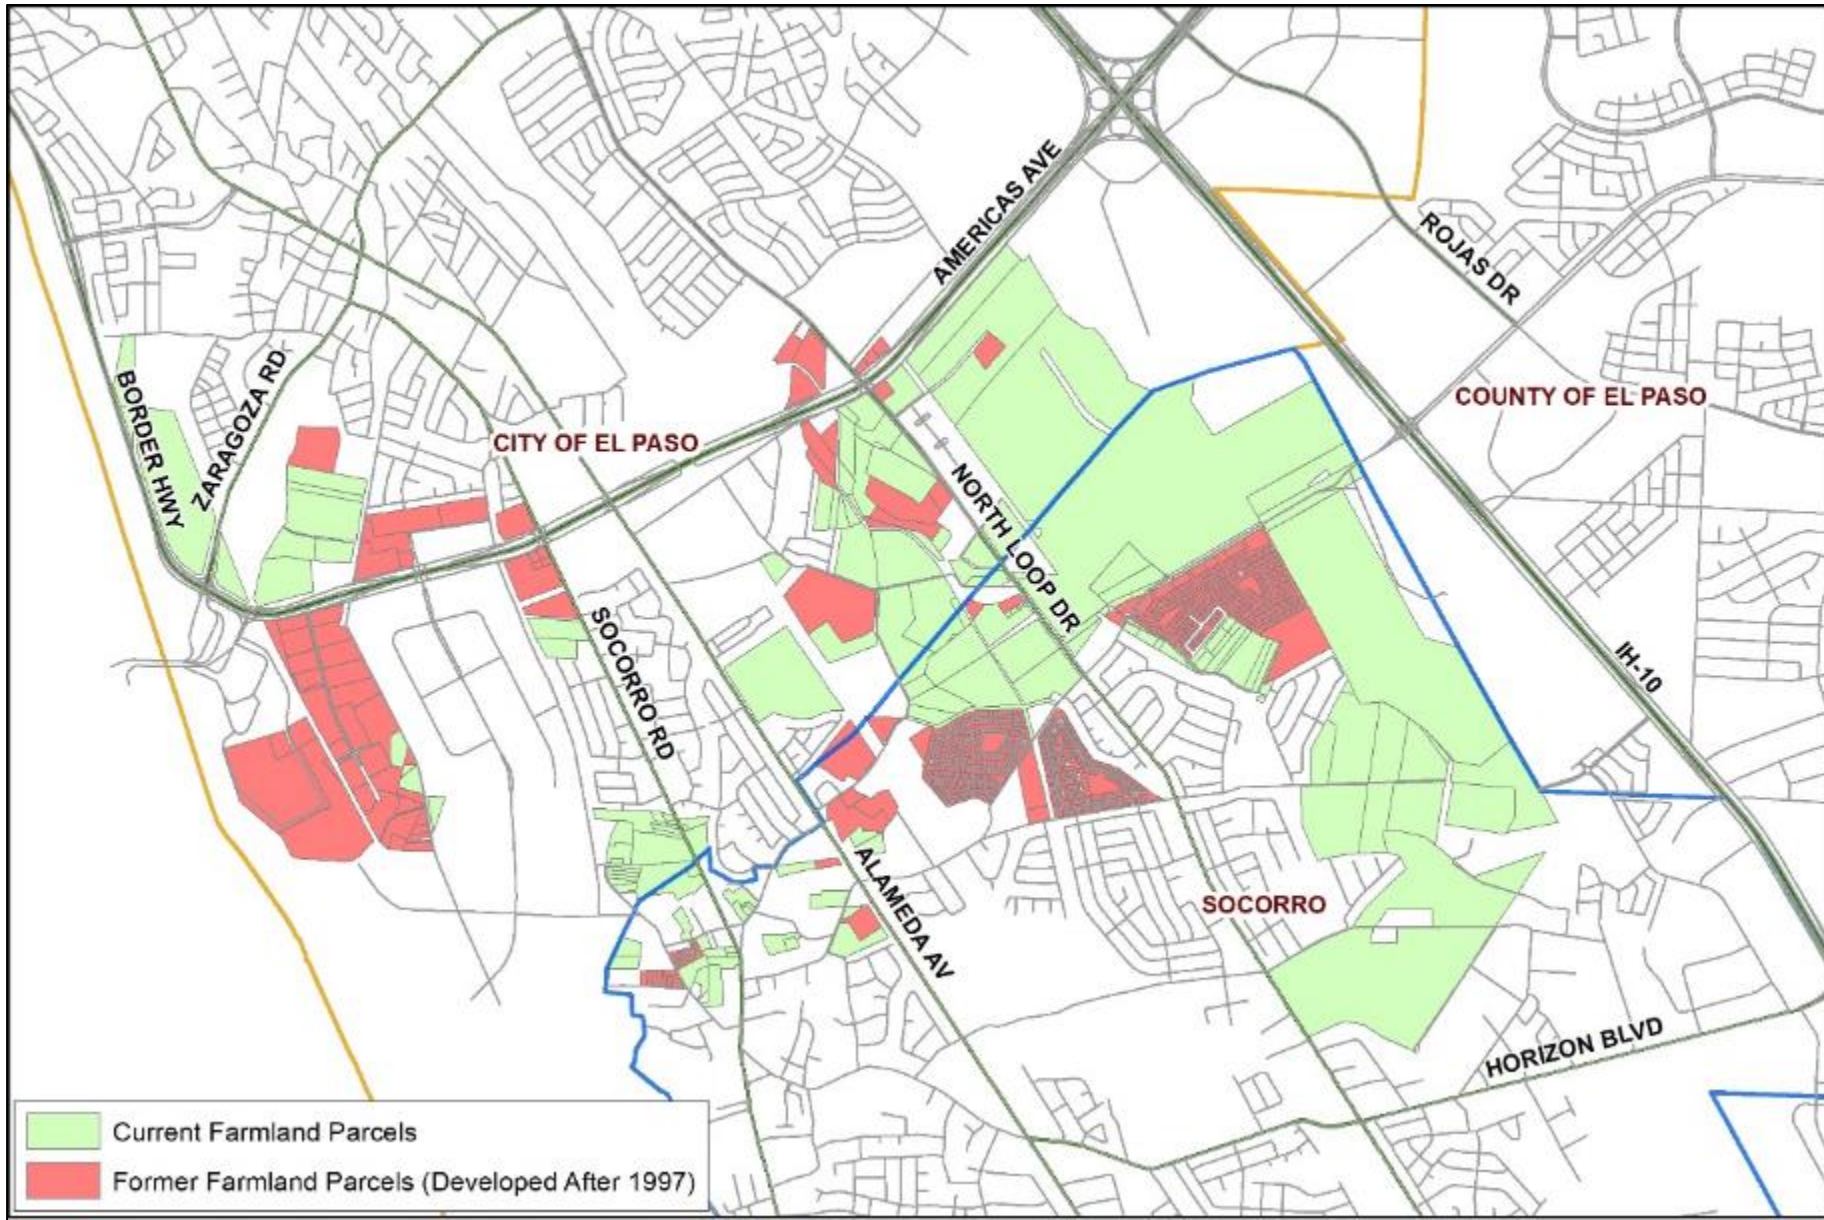 AMERICAS AVE
ROJAS DR
BORDER HWY
ZARAGOZA RD
CITY OF EL PASO
COUNTY OF EL PASO
NORTH LOOP DR
SOCORRO RD
IH-10
ALAMEDA AV
SOCORRO
HORIZON BLVD
Current Farmland Parcels
Former Farmland Parcels (Developed After 1997)